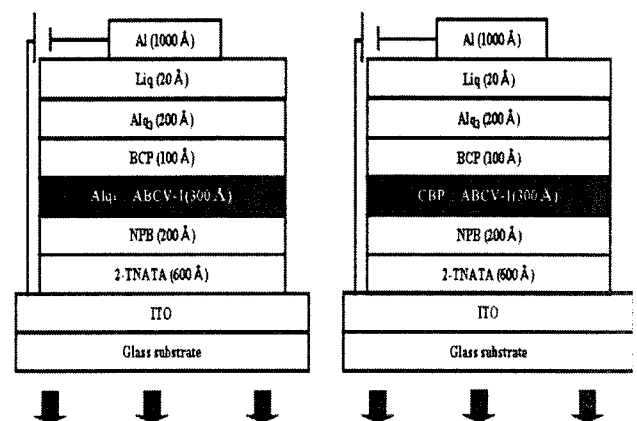 Al (1000 Å)
Liq (20 Å)
Alq3 (200 Å)
BCP (100 Å)
Alq3 : ABCV-1(300 Å)
NPB (200 Å)
2-TNATA (600 Å)
ITO
Glass substrate
Al (1000 Å)
Liq (20 Å)
Alq3 (200 Å)
BCP (100 Å)
CBP : ABCV-1(300 Å)
NPB (200 Å)
2-TNATA (600 Å)
ITO
Glass substrate